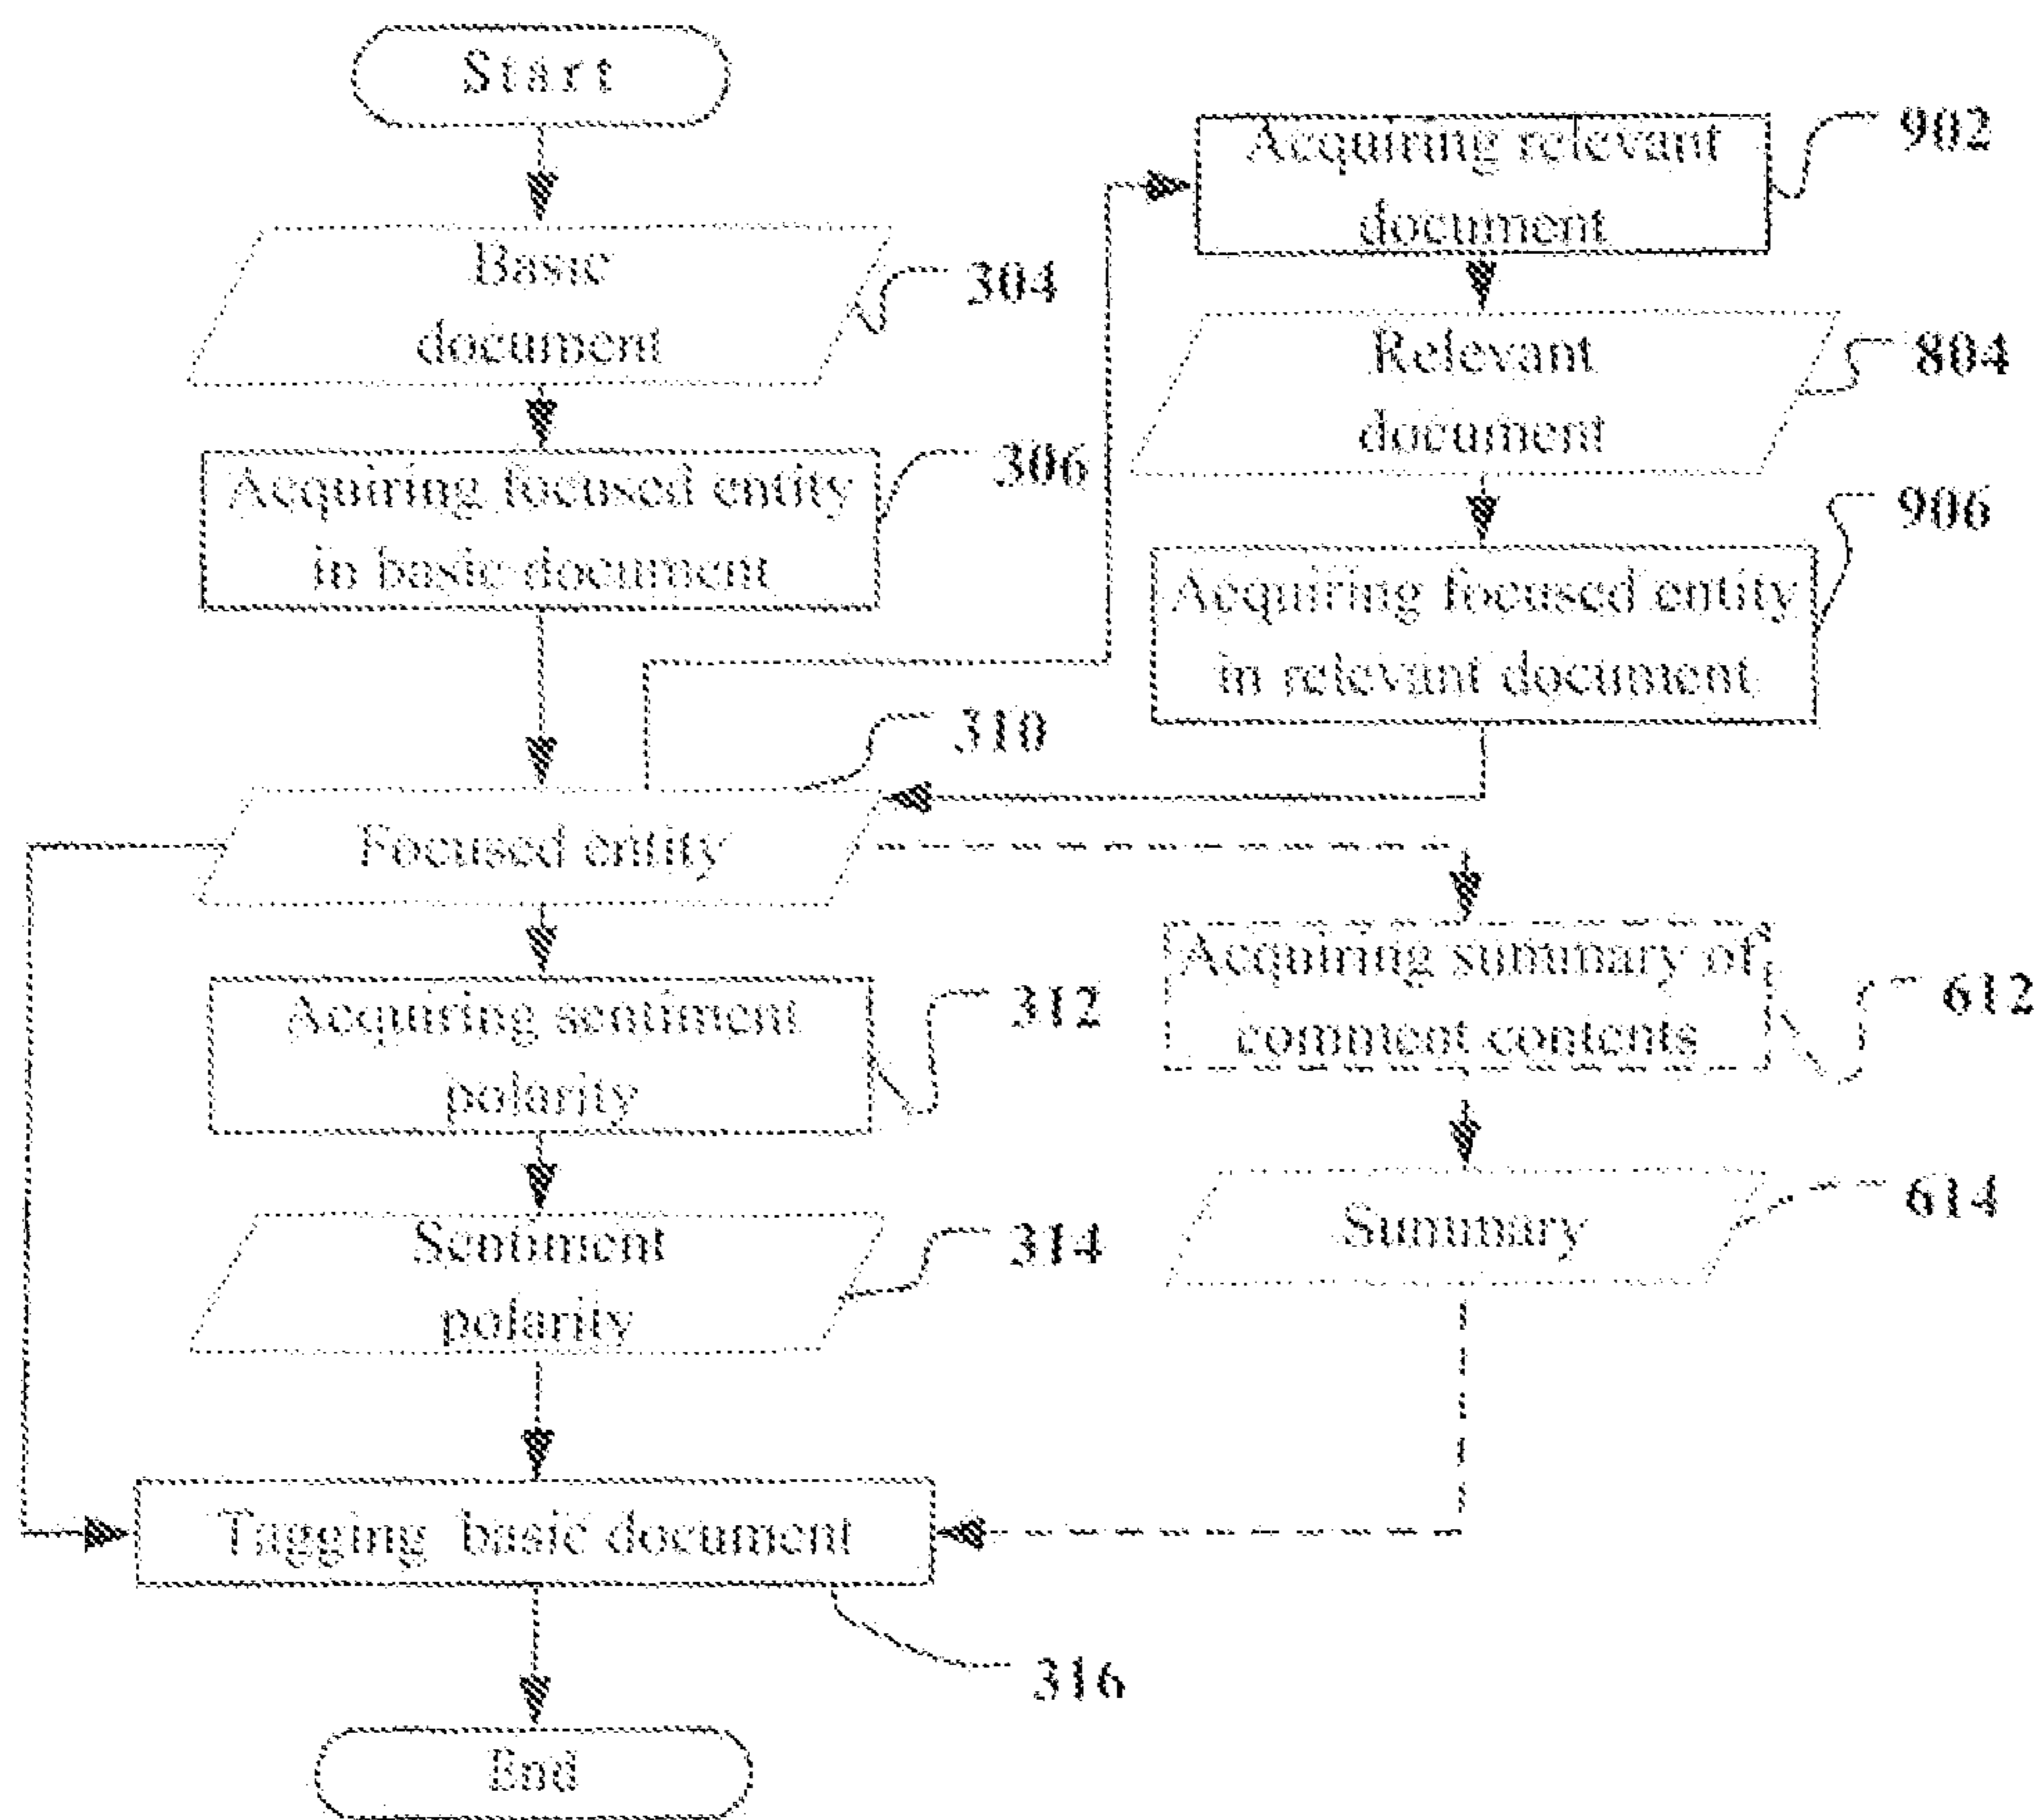 Start
Basic
document
304
Acquiring focused entity
in basic document
306
Acquiring relevant
document
902
Relevant
document
804
Acquiring focused entity
in relevant document
906
310
Focused entity
Acquiring sentiment
polarity
312
Acquiring summary of
comment contents
612
Sentiment
polarity
314
Summary
614
Tagging basic document
316
End